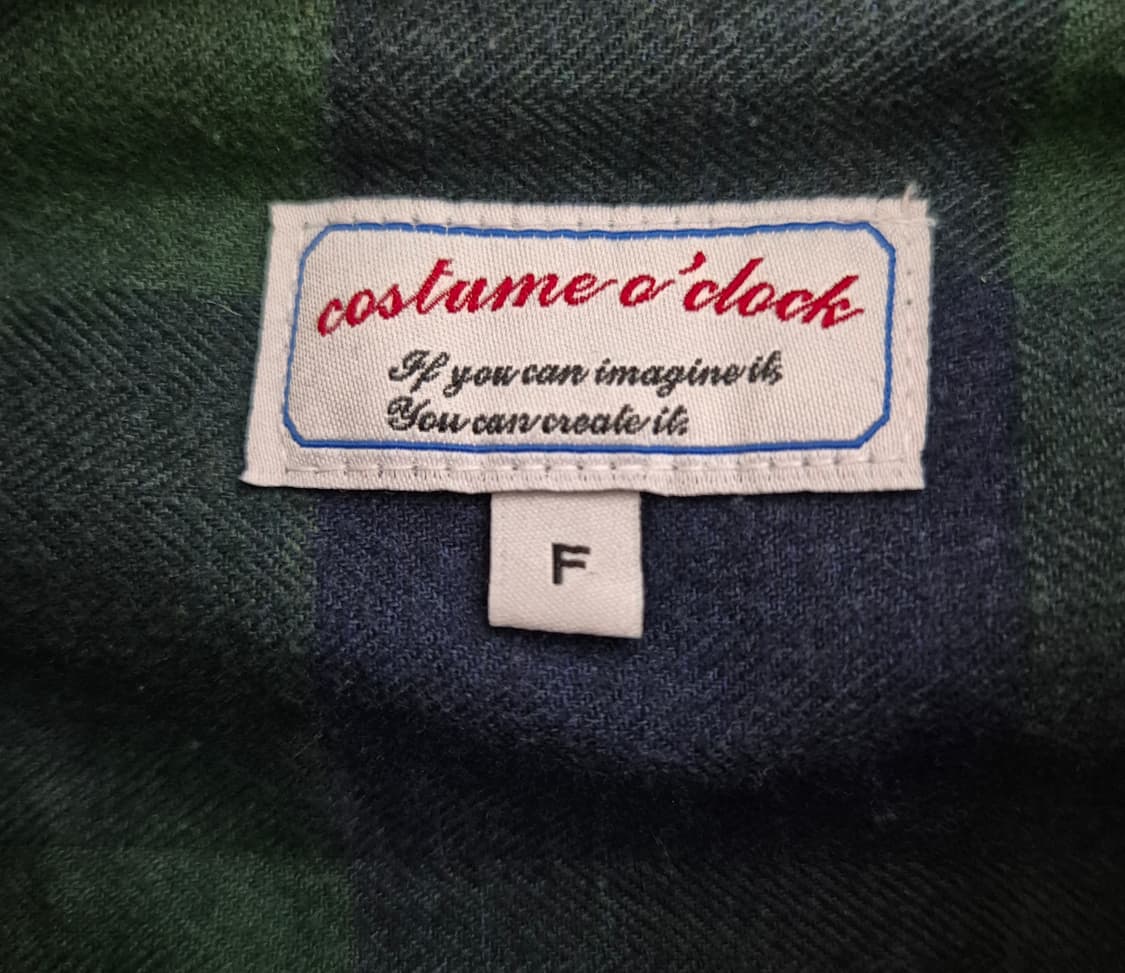 costume o'clock
If you can imagine it,
You can create it.
F